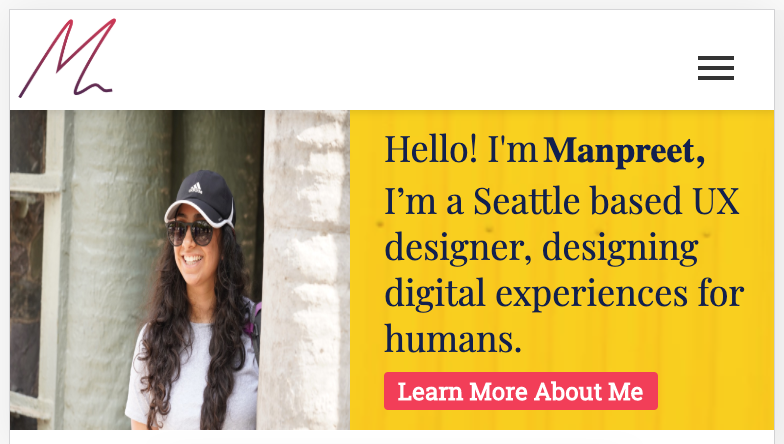 M
Hello! I'm Manpreet,
I’m a Seattle based UX
designer, designing
digital experiences for
humans.
Learn More About Me